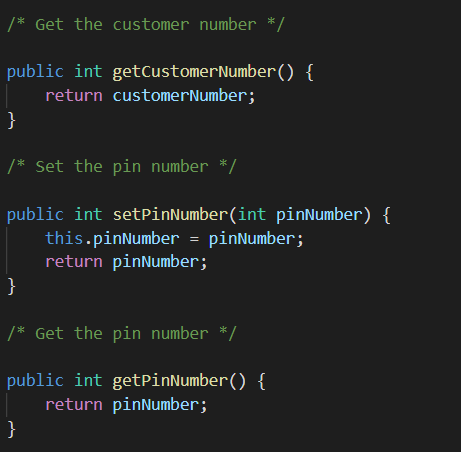 /* Get the customer number */
public int getCustomerNumber() {
    return customerNumber;
}
/* Set the pin number */
public int setPinNumber(int pinNumber) {
    this.pinNumber = pinNumber;
    return pinNumber;
}
/* Get the pin number */
public int getPinNumber() {
    return pinNumber;
}